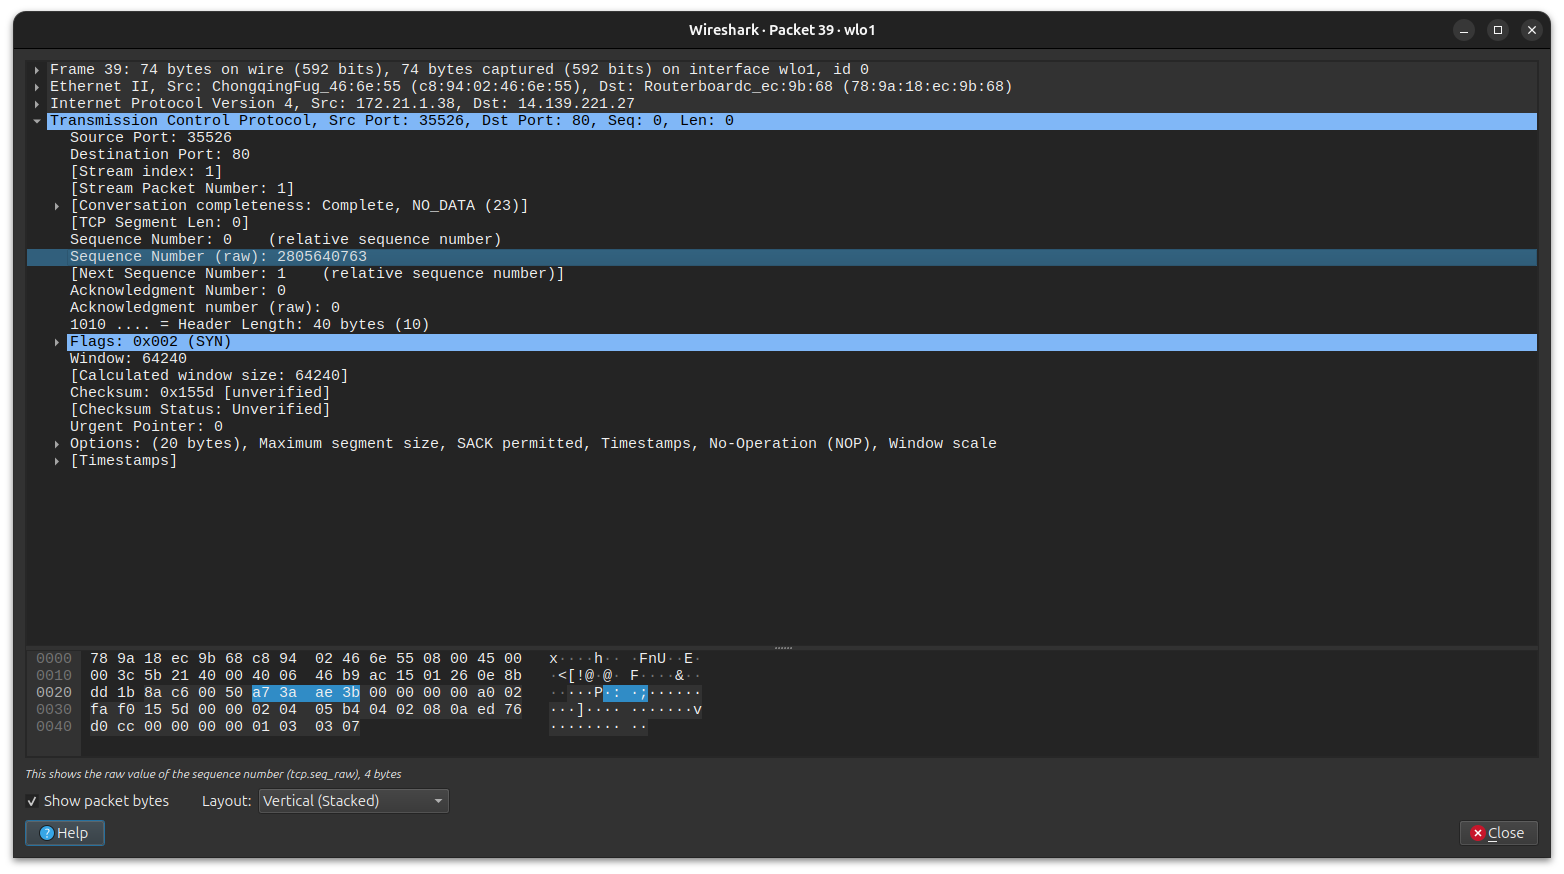 Wireshark · Packet 39 · wlo1
Frame 39: 74 bytes on wire (592 bits), 74 bytes captured (592 bits) on interface wlo1, id 0
Ethernet II, Src: ChongqingFug_46:6e:55 (c8:94:02:46:6e:55), Dst: Routerboardc_ec:9b:68 (78:9a:18:ec:9b:68)
Internet Protocol Version 4, Src: 172.21.1.38, Dst: 14.139.221.27
Transmission Control Protocol, Src Port: 35526, Dst Port: 80, Seq: 0, Len: 0
Source Port: 35526
Destination Port: 80
[Stream index: 1]
[Stream Packet Number: 1]
[Conversation completeness: Complete, NO_DATA (23)]
[TCP Segment Len: 0]
Sequence Number: 0    (relative sequence number)
Sequence Number (raw): 2805640763
[Next Sequence Number: 1    (relative sequence number)]
Acknowledgment Number: 0
Acknowledgment number (raw): 0
1010 .... = Header Length: 40 bytes (10)
Flags: 0x002 (SYN)
Window: 64240
[Calculated window size: 64240]
Checksum: 0x155d [unverified]
[Checksum Status: Unverified]
Urgent Pointer: 0
Options: (20 bytes), Maximum segment size, SACK permitted, Timestamps, No-Operation (NOP), Window scale
[Timestamps]
0000  78 9a 18 ec 9b 68 c8 94  02 46 6e 55 08 00 45 00   x····h·· ·FnU··E·
0010  00 3c 5b 21 40 00 40 06  46 b9 ac 15 01 26 0e 8b   ·<[!@·@· F····&··
0020  dd 1b 8a c6 00 50 a7 3a  ae 3b 00 00 00 00 a0 02   ·····P·: ·;······
0030  fa f0 15 5d 00 00 02 04  05 b4 04 02 08 0a ed 76   ···]···· ·······v
0040  d0 cc 00 00 00 00 01 03  03 07   ········ ··
This shows the raw value of the sequence number (tcp.seq_raw), 4 bytes
Show packet bytes Layout: Vertical (Stacked)
Help Close